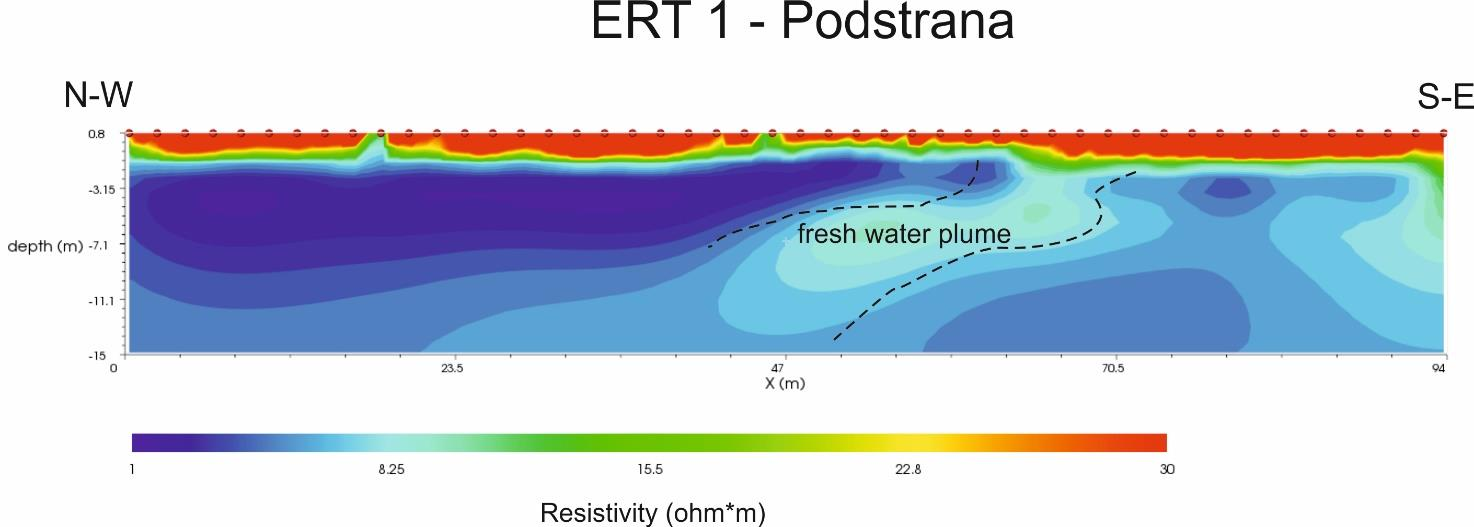 ERT 1 - Podstrana
N-W
S-E
0.8
-3.15
depth (m)
-7.1
-11.1
-15
fresh water plume
0
23.5
47
70.5
94
X (m)
1
8.25
15.5
22.8
30
Resistivity (ohm*m)